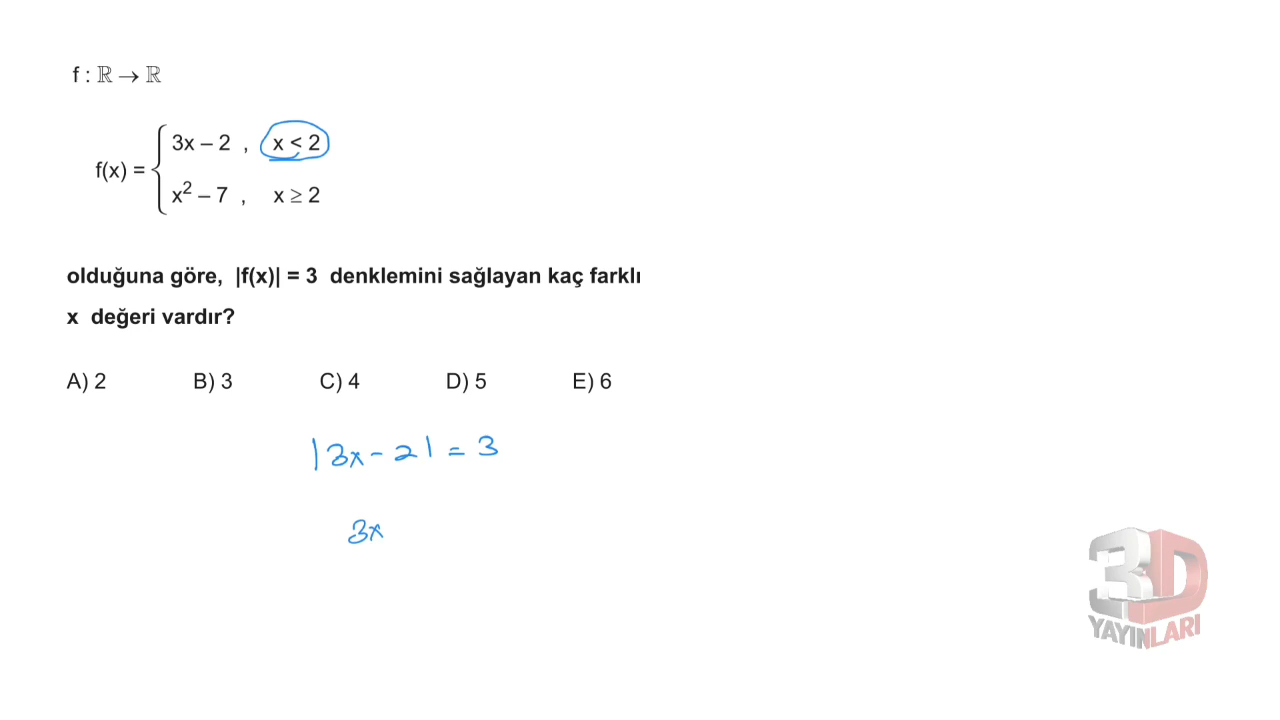 f : ℝ → ℝ
f(x) = { 3x – 2 , x < 2
x² – 7 , x ≥ 2
olduğuna göre, |f(x)| = 3 denklemini sağlayan kaç farklı
x değeri vardır?
A) 2 B) 3 C) 4 D) 5 E) 6
|3x - 2| = 3
3x
3D
YAYINLARI